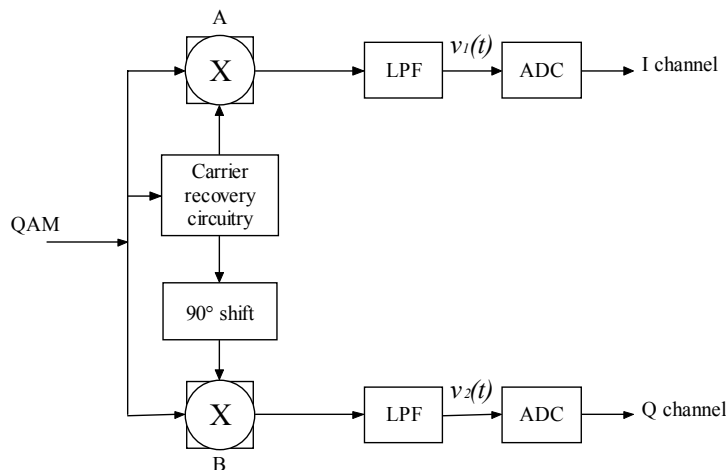 A
X
LPF
v₁(t)
ADC
I channel
Carrier
recovery
circuitry
QAM
90° shift
X
LPF
v₂(t)
ADC
Q channel
B